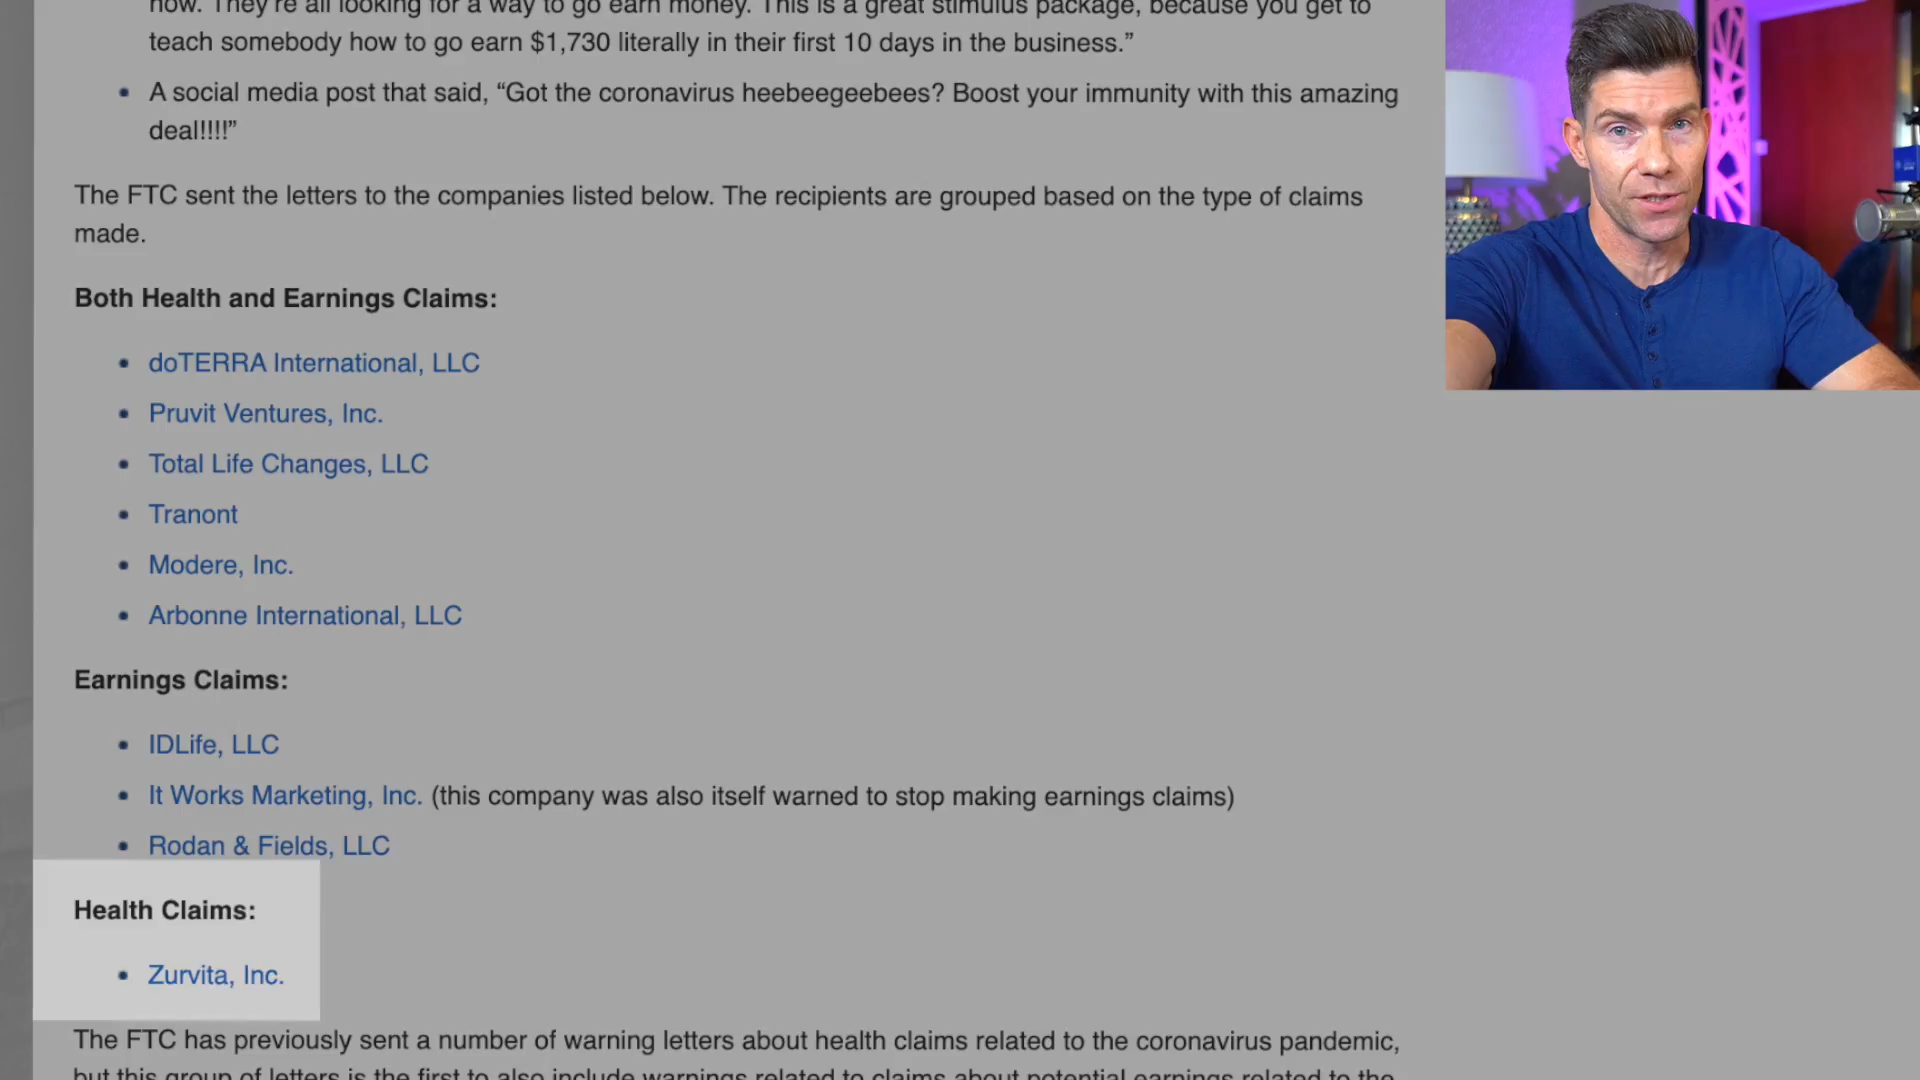 now. They're all looking for a way to go earn money. This is a great stimulus package, because you get to
teach somebody how to go earn $1,730 literally in their first 10 days in the business.”
• A social media post that said, “Got the coronavirus heebeegeebees? Boost your immunity with this amazing
deal!!!!”
The FTC sent the letters to the companies listed below. The recipients are grouped based on the type of claims
made.
Both Health and Earnings Claims:
• doTERRA International, LLC
• Pruvit Ventures, Inc.
• Total Life Changes, LLC
• Tranont
• Modere, Inc.
• Arbonne International, LLC
Earnings Claims:
• IDLife, LLC
• It Works Marketing, Inc. (this company was also itself warned to stop making earnings claims)
• Rodan & Fields, LLC
Health Claims:
• Zurvita, Inc.
The FTC has previously sent a number of warning letters about health claims related to the coronavirus pandemic,
but this group of letters is the first to also include warnings related to claims about potential earnings related to the